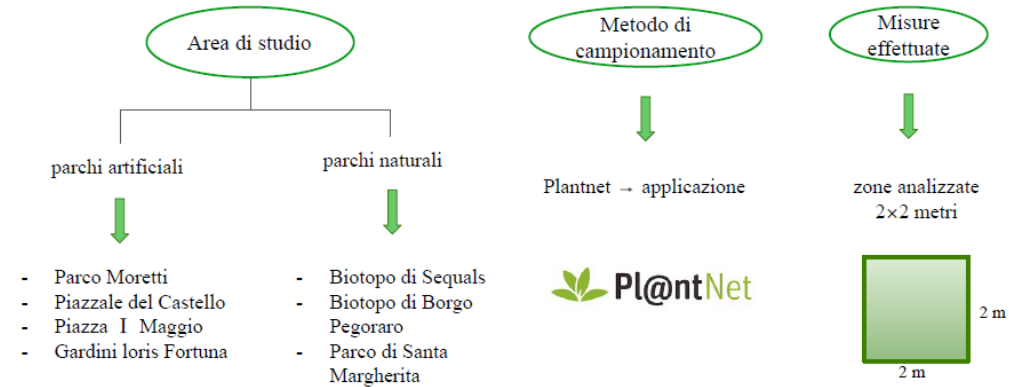 Area di studio
parchi artificiali
parchi naturali
- Parco Moretti
- Piazzale del Castello
- Piazza I Maggio
- Gardini loris Fortuna
- Biotopo di Sequals
- Biotopo di Borgo
Pegoraro
- Parco di Santa
Margherita
Metodo di
campionamento
Plantnet → applicazione
Pl@ntNet
Misure
effettuate
zone analizzate
2×2 metri
2 m
2 m